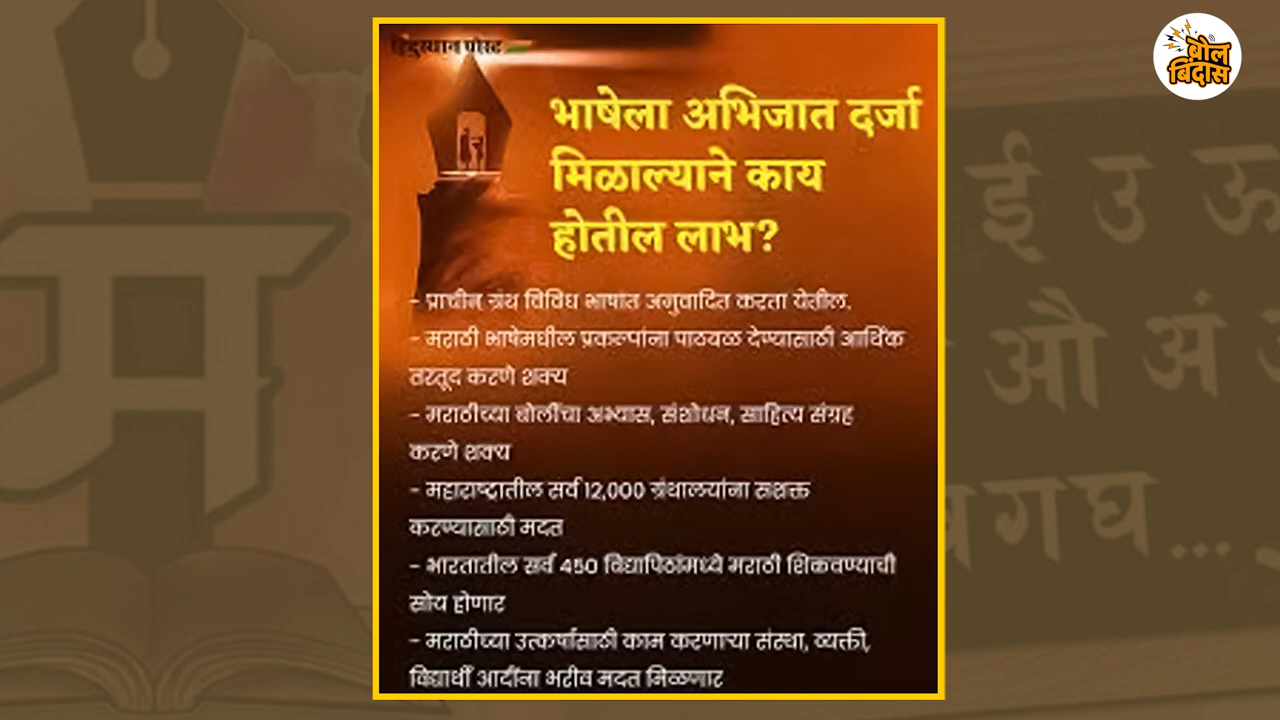 बोल
बिदास
हिंदुस्थान पोस्ट
भाषेला अभिजात दर्जा
मिळाल्याने काय
होतील लाभ?
- प्राचीन ग्रंथ विविध भाषांत अनुवादित करता येतील.
- मराठी भाषेमधील प्रकल्पांना पाठबळ देण्यासाठी आर्थिक
तरतूद करणे शक्य
- मराठीच्या बोलींचा अभ्यास, संशोधन, साहित्य संग्रह
करणे शक्य
- महाराष्ट्रातील सर्व 12,000 ग्रंथालयांना सशक्त
करण्यासाठी मदत
- भारतातील सर्व 450 विद्यापिठांमध्ये मराठी शिकवण्याची
सोय होणार
- मराठीच्या उत्कर्षासाठी काम करणाऱ्या संस्था, व्यक्ती,
विद्यार्थी आदींना भरीव मदत मिळणार
म
ई उ ऊ
औ अं
ग घ ...